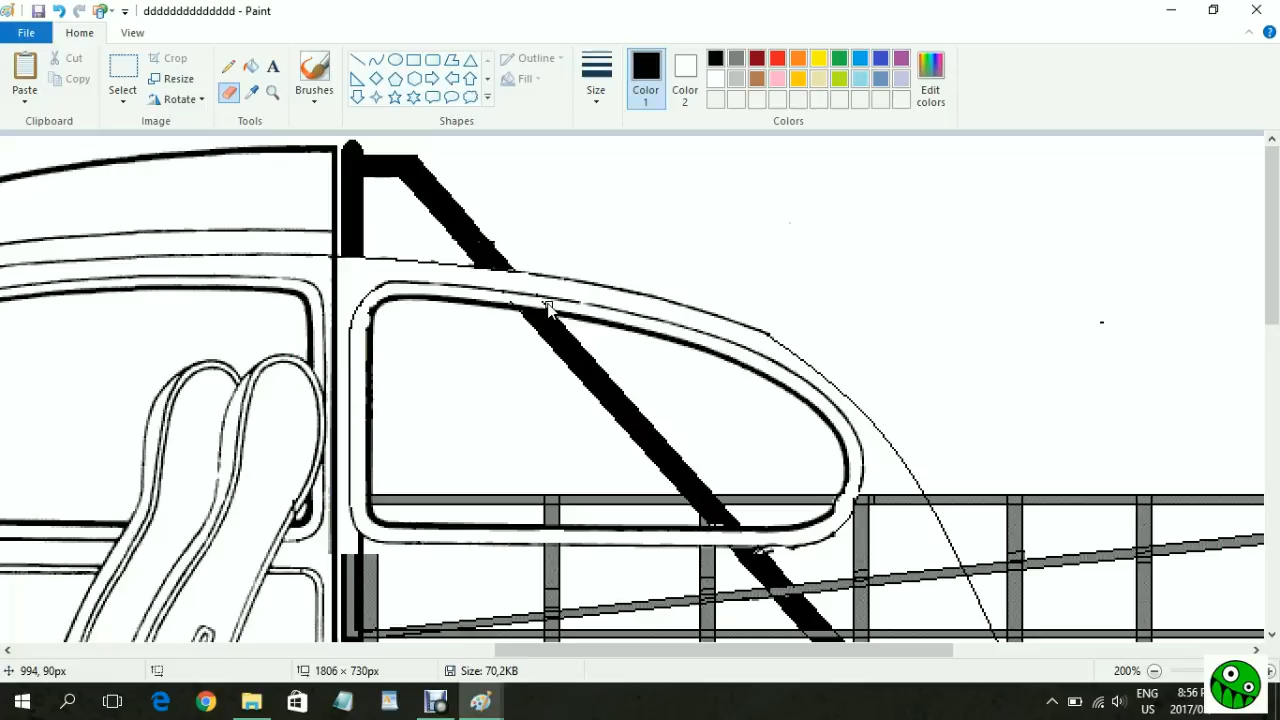 dddddddddddddd - Paint
File
Home
View
Paste
Cut
Copy
Clipboard
Select
Crop
Resize
Rotate
Image
A
Tools
Brushes
Outline
Fill
Shapes
Size
Color 1
Color 2
Edit colors
Colors
994, 90px
1806 × 730px
Size: 70,2KB
200%
ENG
US
8:56 P
2017/0